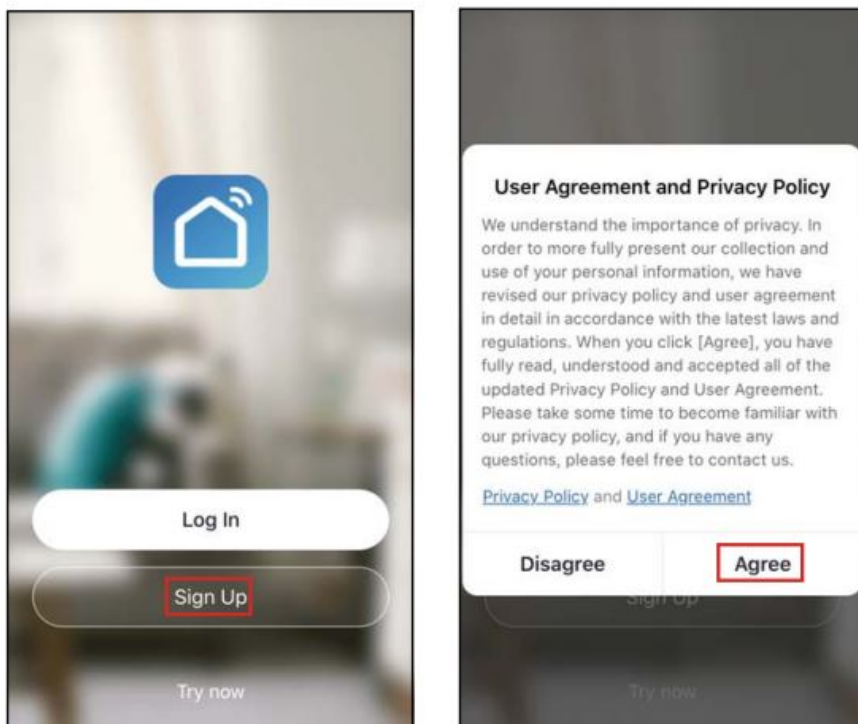 Log In
Sign Up
Try now
User Agreement and Privacy Policy
We understand the importance of privacy. In
order to more fully present our collection and
use of your personal information, we have
revised our privacy policy and user agreement
in detail in accordance with the latest laws and
regulations. When you click [Agree], you have
fully read, understood and accepted all of the
updated Privacy Policy and User Agreement.
Please take some time to become familiar with
our privacy policy, and if you have any
questions, please feel free to contact us.
Privacy Policy and User Agreement
Disagree Agree
Sign Up
Try now